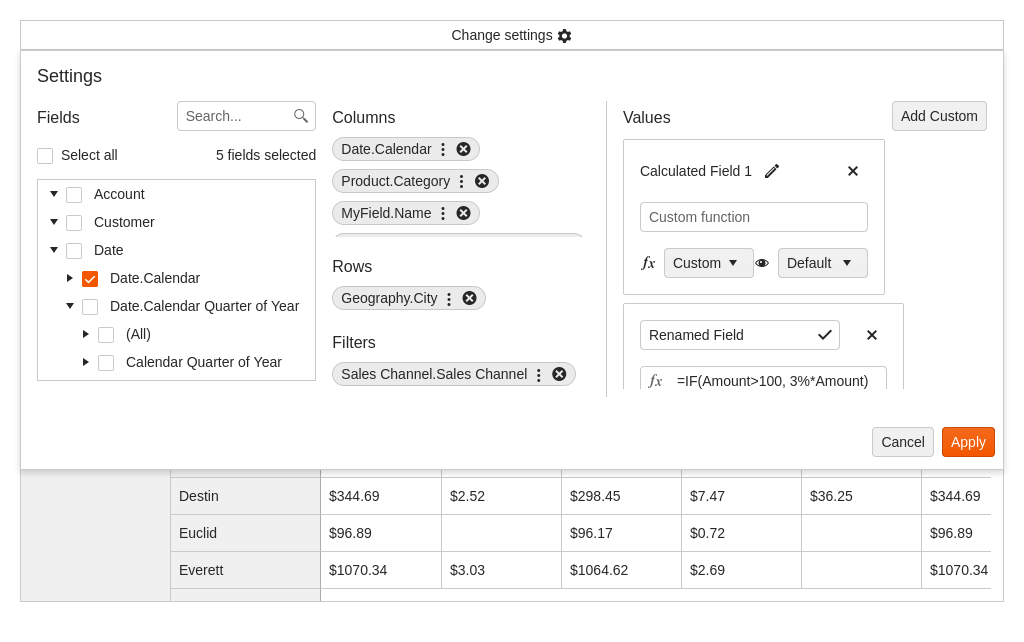 Change settings
Settings
Fields
Search...
Select all
5 fields selected
Account
Customer
Date
Date.Calendar
Date.Calendar Quarter of Year
(All)
Calendar Quarter of Year
Columns
Date.Calendar
Product.Category
MyField.Name
Rows
Geography.City
Filters
Sales Channel.Sales Channel
Values
Add Custom
Calculated Field 1
Custom function
fx Custom Default
Renamed Field
fx =IF(Amount>100, 3%*Amount)
Cancel Apply
Destin $344.69 $2.52 $298.45 $7.47 $36.25 $344.69
Euclid $96.89 $96.17 $0.72 $96.89
Everett $1070.34 $3.03 $1064.62 $2.69 $1070.34